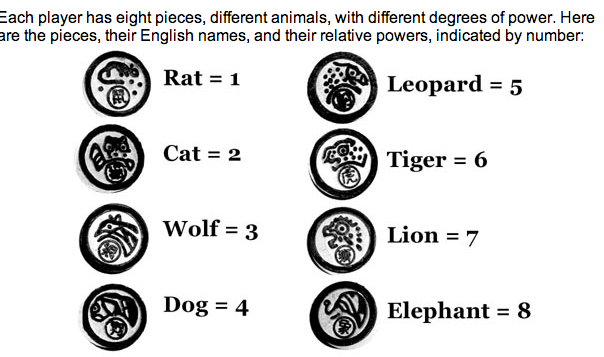 Each player has eight pieces, different animals, with different degrees of power. Here
are the pieces, their English names, and their relative powers, indicated by number:
鼠
Rat = 1
Leopard = 5
Cat = 2
虎
Tiger = 6
Wolf = 3
Lion = 7
Dog = 4
Elephant = 8